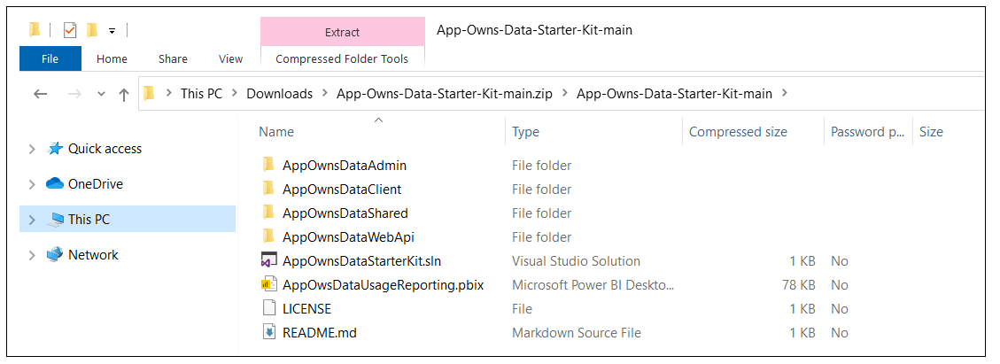 Extract App-Owns-Data-Starter-Kit-main
File Home Share View Compressed Folder Tools
This PC Downloads App-Owns-Data-Starter-Kit-main.zip App-Owns-Data-Starter-Kit-main
Quick access
OneDrive
This PC
Network
Name Type Compressed size Password p... Size
AppOwnsDataAdmin File folder
AppOwnsDataClient File folder
AppOwnsDataShared File folder
AppOwnsDataWebApi File folder
AppOwnsDataStarterKit.sln Visual Studio Solution 1 KB No
AppOwsDataUsageReporting.pbix Microsoft Power BI Deskto... 78 KB No
LICENSE File 1 KB No
README.md Markdown Source File 1 KB No